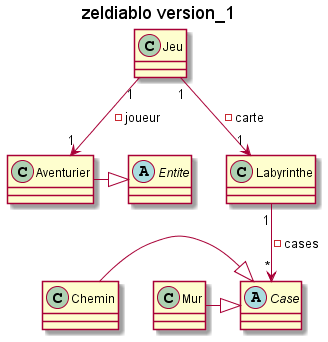 zeldiablo version_1
C Jeu
1 1
joueur carte
1 1
C Aventurier A Entite C Labyrinthe
1
cases
*
C Chemin C Mur A Case